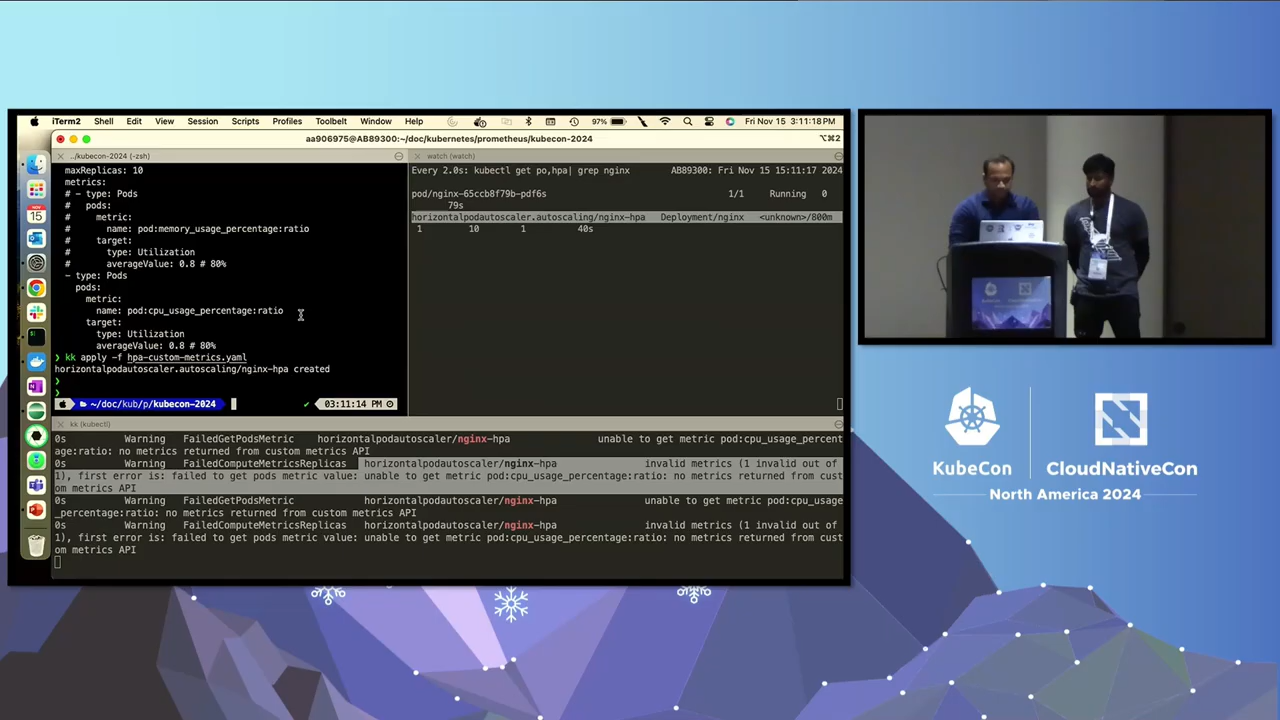 iTerm2 Shell Edit View Session Scripts Profiles Toolbelt Window Help 97% Fri Nov 15 3:11:18 PM
aa906975@AB89300:~/doc/kubernetes/prometheus/kubecon-2024 ⌥⌘2
../kubecon-2024 (-zsh)
maxReplicas: 10
metrics:
# - type: Pods
#   pods:
#     metric:
#       name: pod:memory_usage_percentage:ratio
#     target:
#       type: Utilization
#       averageValue: 0.8 # 80%
- type: Pods
pods:
metric:
name: pod:cpu_usage_percentage:ratio
target:
type: Utilization
averageValue: 0.8 # 80%
❯ kk apply -f hpa-custom-metrics.yaml
horizontalpodautoscaler.autoscaling/nginx-hpa created
❯
❯
~/doc/kub/p/kubecon-2024 ✔ 03:11:14 PM
watch (watch)
Every 2.0s: kubectl get po,hpa| grep nginx AB89300: Fri Nov 15 15:11:17 2024
pod/nginx-65ccb8f79b-pdf6s 1/1 Running 0
79s
horizontalpodautoscaler.autoscaling/nginx-hpa Deployment/nginx <unknown>/800m
1 10 1 40s
kk (kubectl)
0s Warning FailedGetPodsMetric horizontalpodautoscaler/nginx-hpa unable to get metric pod:cpu_usage_percent
age:ratio: no metrics returned from custom metrics API
0s Warning FailedComputeMetricsReplicas horizontalpodautoscaler/nginx-hpa invalid metrics (1 invalid out of
1), first error is: failed to get pods metric value: unable to get metric pod:cpu_usage_percentage:ratio: no metrics returned from cust
om metrics API
0s Warning FailedGetPodsMetric horizontalpodautoscaler/nginx-hpa unable to get metric pod:cpu_usage
_percentage:ratio: no metrics returned from custom metrics API
0s Warning FailedComputeMetricsReplicas horizontalpodautoscaler/nginx-hpa invalid metrics (1 invalid out of
1), first error is: failed to get pods metric value: unable to get metric pod:cpu_usage_percentage:ratio: no metrics returned from cust
om metrics API
NOV
15
KubeCon CloudNativeCon
North America 2024